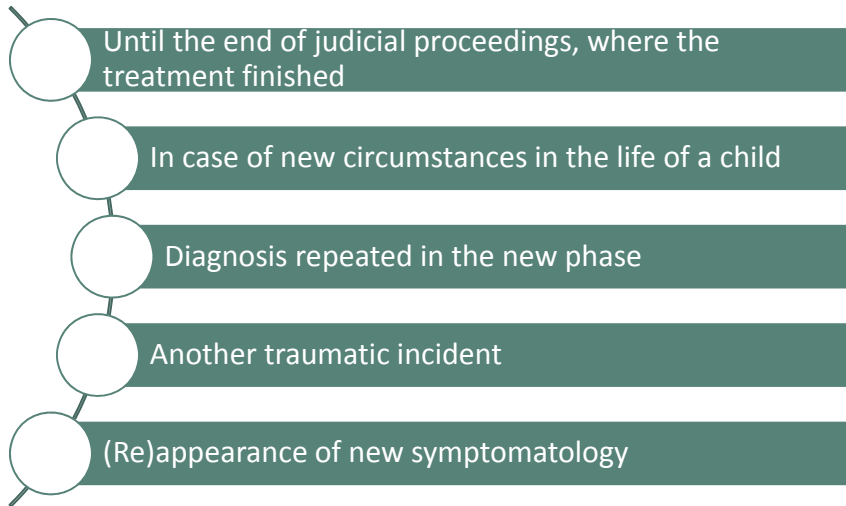 Until the end of judicial proceedings, where the
treatment finished
In case of new circumstances in the life of a child
Diagnosis repeated in the new phase
Another traumatic incident
(Re)appearance of new symptomatology